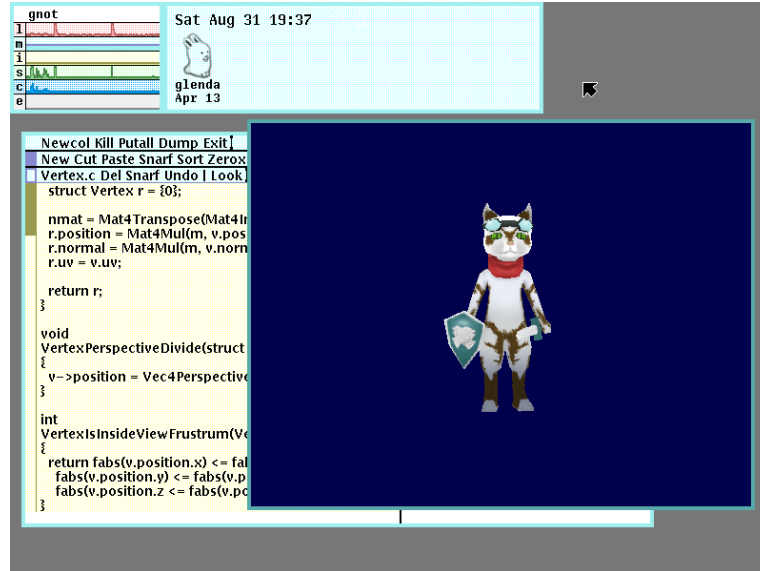 gnot
l
m
i
s
c
e
Sat Aug 31 19:37
glenda
Apr 13
Newcol Kill Putall Dump Exit
New Cut Paste Snarf Sort Zerox
Vertex.c Del Snarf Undo | Look
struct Vertex r = {0};
nmat = Mat4Transpose(Mat4In
r.position = Mat4Mul(m, v.pos
r.normal = Mat4Mul(m, v.norn
r.uv = v.uv;
return r;
}
void
VertexPerspectiveDivide(struct
{
v->position = Vec4Perspective
}
int
VertexIsInsideViewFrustrum(Ve
{
return fabs(v.position.x) <= fal
fabs(v.position.y) <= fabs(v.p
fabs(v.position.z <= fabs(v.po
}